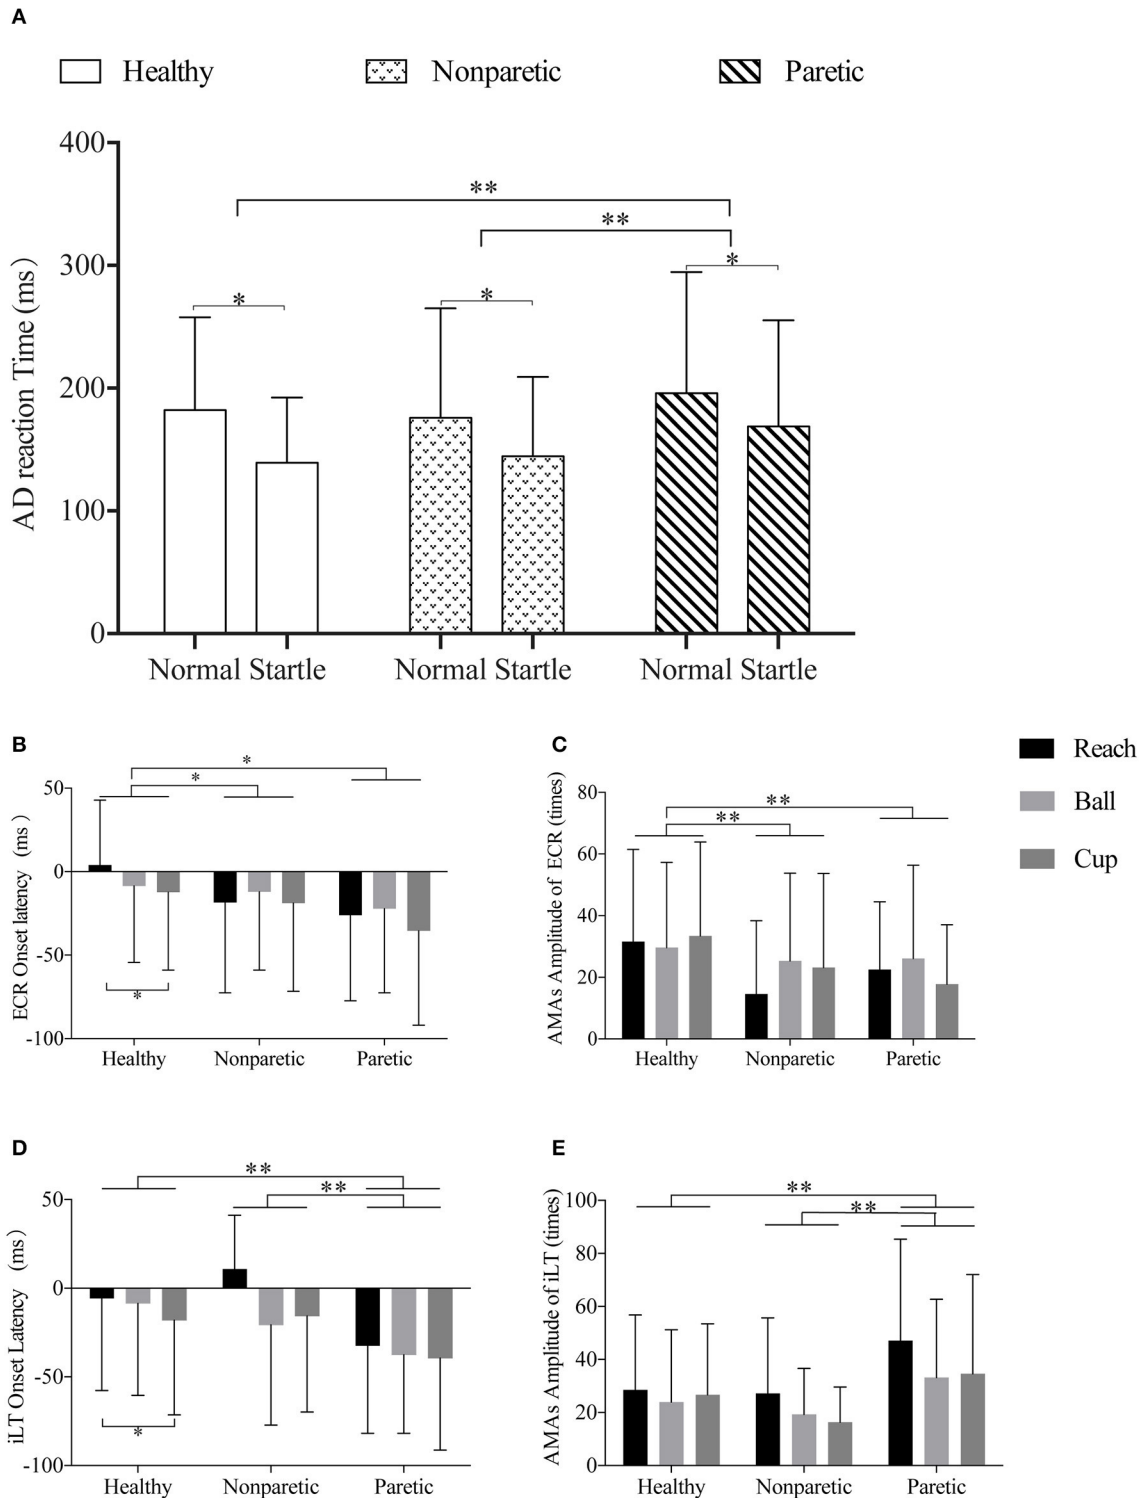 A
Healthy Nonparetic Paretic
400
300
200
100
0
AD reaction Time (ms)
**
**
* * *
Normal Startle Normal Startle Normal Startle
B
50
0
-50
-100
ECR Onset latency (ms)
*
*
*
Healthy Nonparetic Paretic
C
80
60
40
20
0
AMAs Amplitude of ECR (times)
**
**
Healthy Nonparetic Paretic
Reach
Ball
Cup
D
50
0
-50
-100
iLT Onset Latency (ms)
**
**
*
Healthy Nonparetic Paretic
E
100
80
60
40
20
0
AMAs Amplitude of iLT (times)
**
**
Healthy Nonparetic Paretic